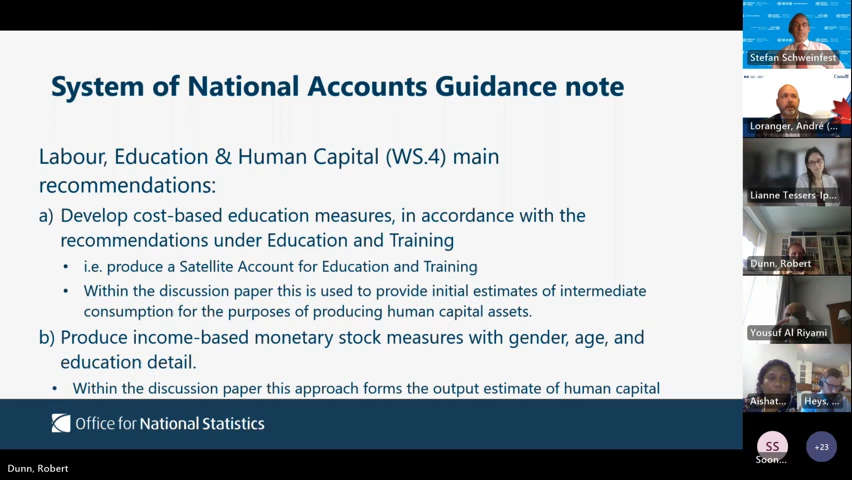 System of National Accounts Guidance note
Labour, Education & Human Capital (WS.4) main
recommendations:
a) Develop cost-based education measures, in accordance with the
recommendations under Education and Training
• i.e. produce a Satellite Account for Education and Training
• Within the discussion paper this is used to provide initial estimates of intermediate
consumption for the purposes of producing human capital assets.
b) Produce income-based monetary stock measures with gender, age, and
education detail.
• Within the discussion paper this approach forms the output estimate of human capital
Office for National Statistics
Dunn, Robert
Stefan Schweinfest
Canada
Loranger, André (...
Lianne Tessers-Ip...
Dunn, Robert
Yousuf Al Riyami
Aishat...
Heys, ...
SS
Soon...
+23